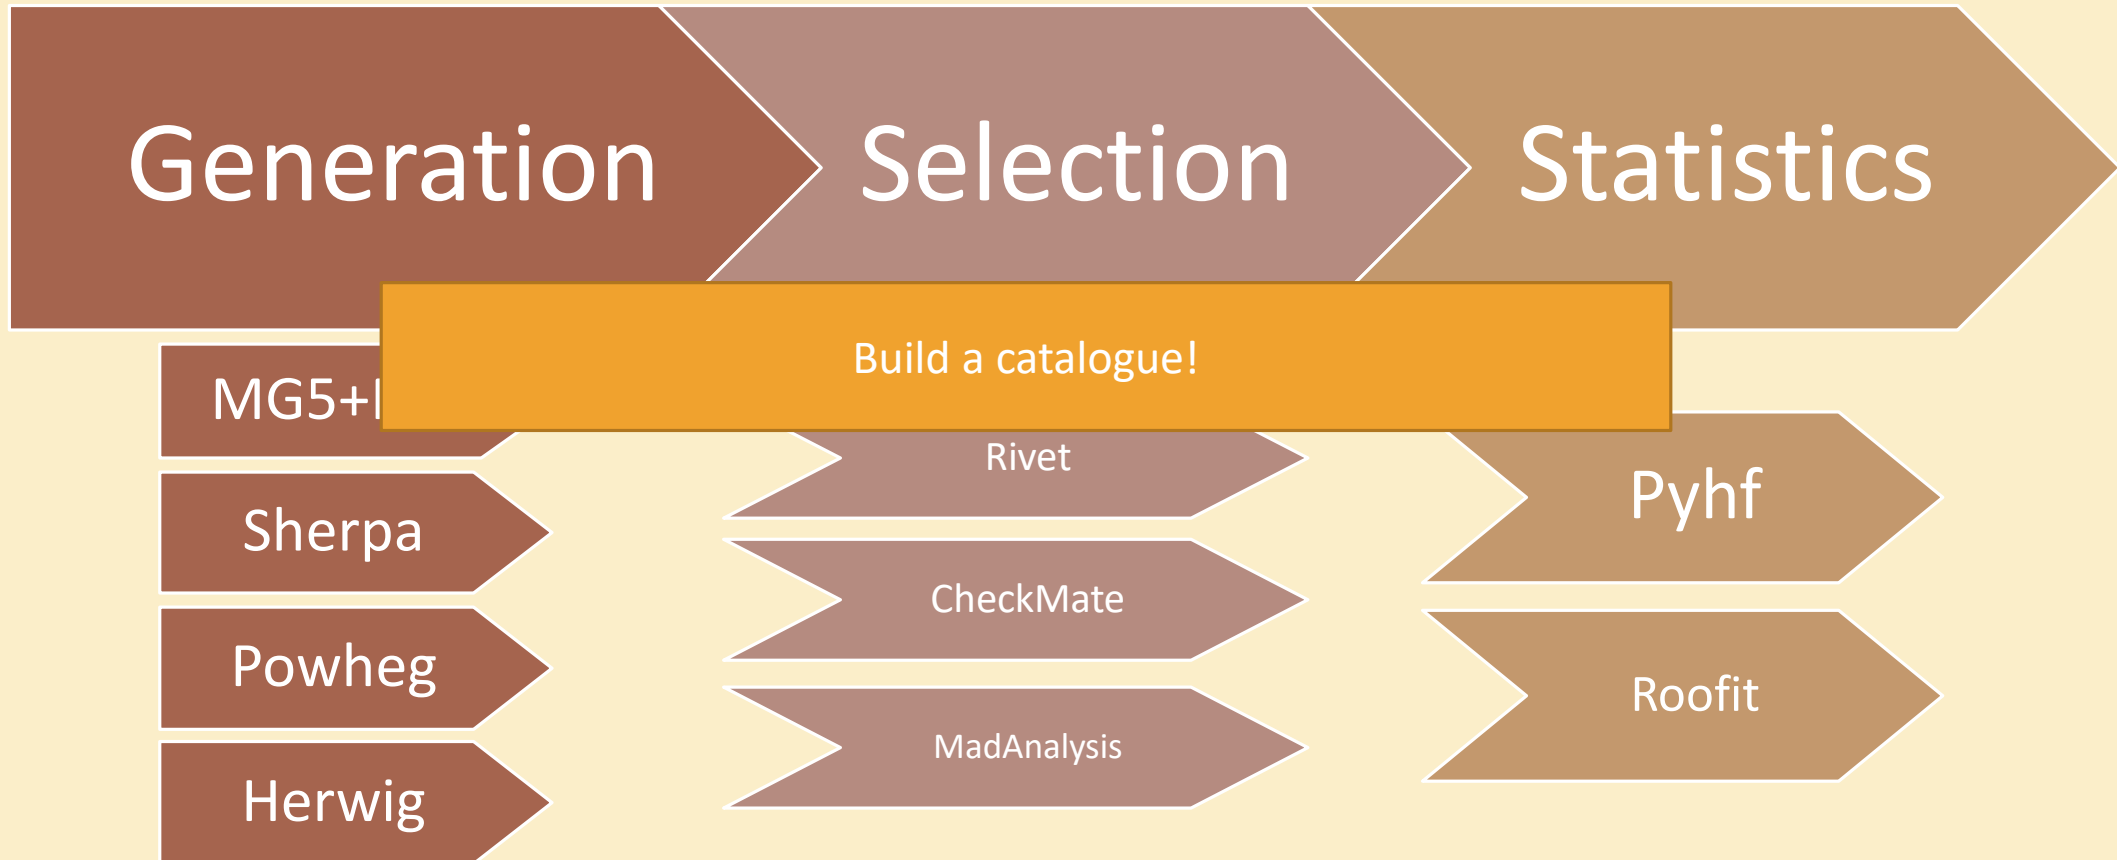 Generation
Selection
Statistics
Build a catalogue!
MG5+
Sherpa
Powheg
Herwig
Rivet
CheckMate
MadAnalysis
Pyhf
Roofit